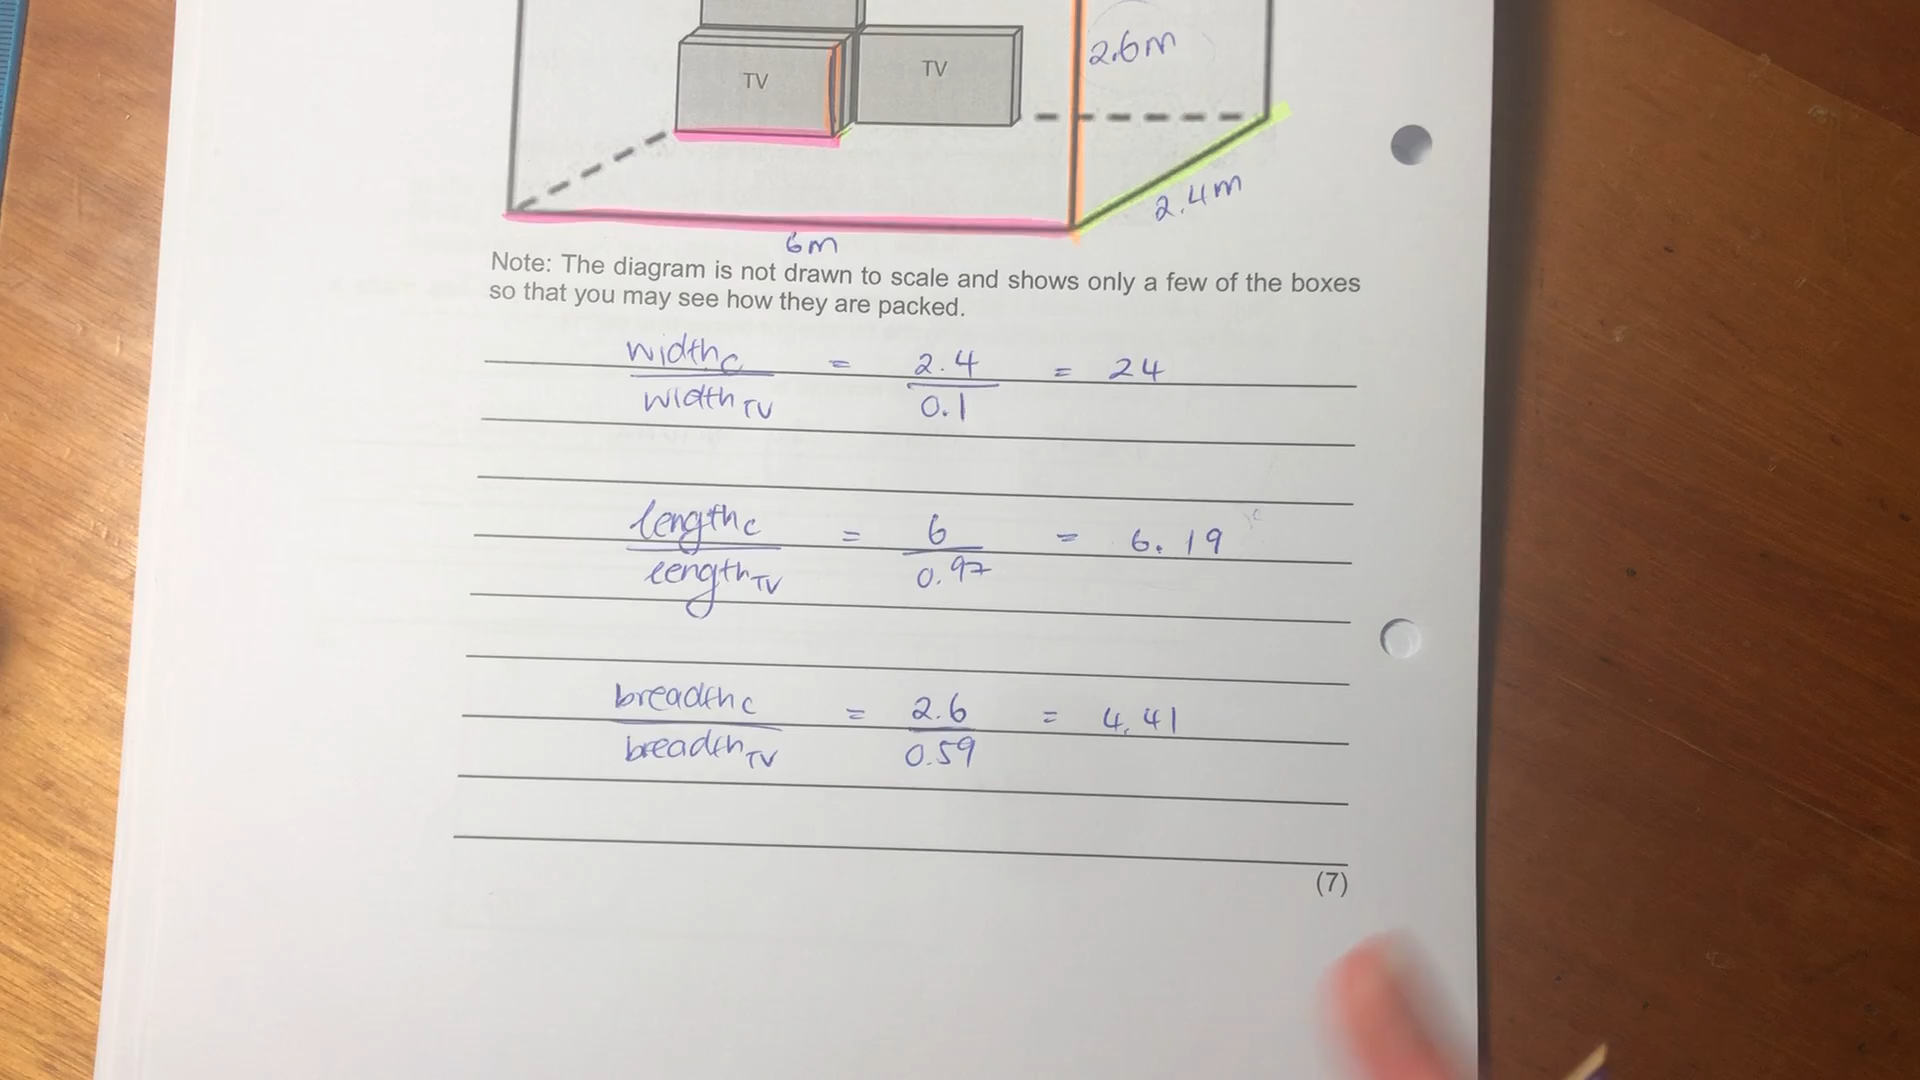 2.6m
TV
TV
2.4m
6m
Note: The diagram is not drawn to scale and shows only a few of the boxes
so that you may see how they are packed.
widthc = 2.4 = 24
widthTV 0.1
lengthc = 6 = 6.19
lengthTV 0.97
breadthc = 2.6 = 4.41
breadthTV 0.59
(7)